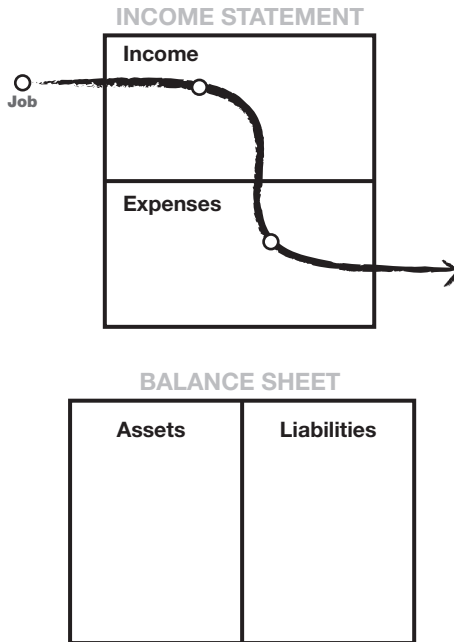 INCOME STATEMENT
Income
Job
Expenses
BALANCE SHEET
Assets Liabilities